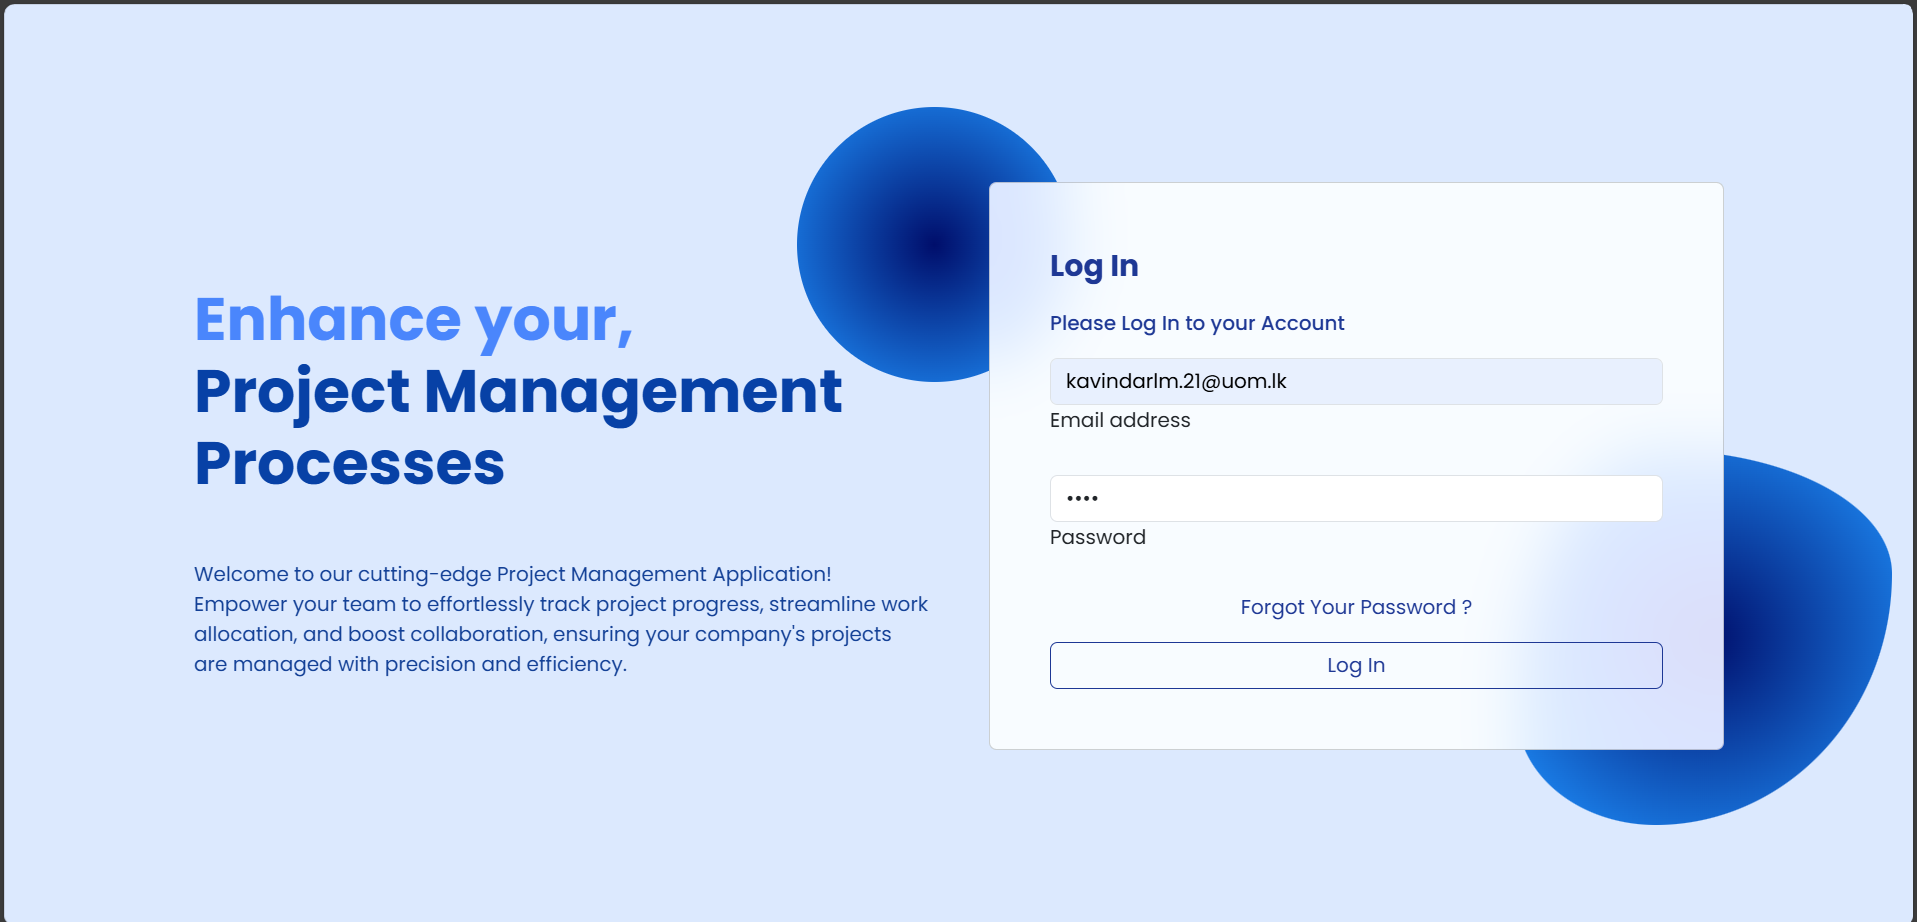 Enhance your,
Project Management
Processes
Welcome to our cutting-edge Project Management Application!
Empower your team to effortlessly track project progress, streamline work
allocation, and boost collaboration, ensuring your company's projects
are managed with precision and efficiency.
Log In
Please Log In to your Account
kavindarlm.21@uom.lk
Email address
••••
Password
Forgot Your Password ?
Log In